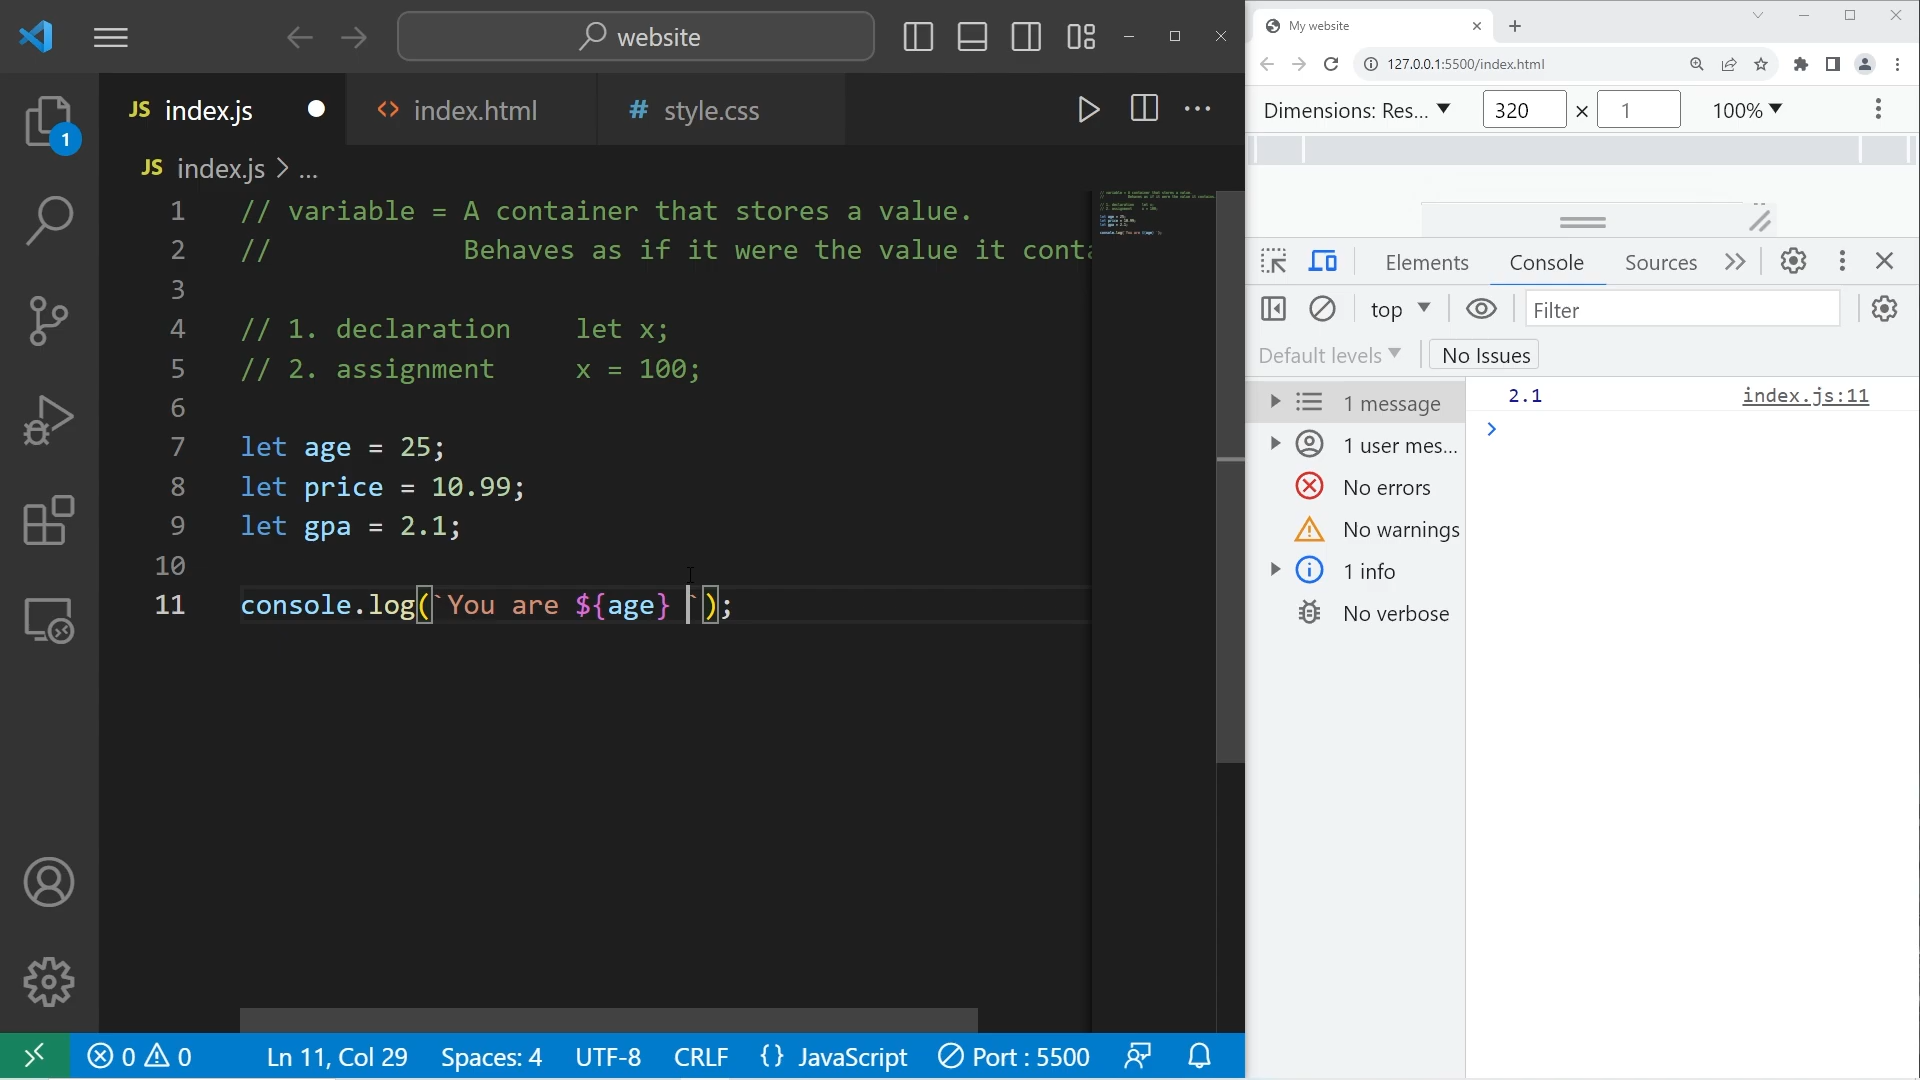 website
JS index.js
<> index.html
# style.css
JS index.js > ...
1 // variable = A container that stores a value.
2 // Behaves as if it were the value it conta
3
4 // 1. declaration let x;
5 // 2. assignment x = 100;
6
7 let age = 25;
8 let price = 10.99;
9 let gpa = 2.1;
10
11 console.log(`You are ${age} `);
1
0 0
Ln 11, Col 29 Spaces: 4 UTF-8 CRLF {} JavaScript Port : 5500
My website
127.0.0.1:5500/index.html
Dimensions: Res... 320 × 1 100%
Elements Console Sources
top Filter
Default levels No Issues
1 message
1 user mes...
No errors
No warnings
1 info
No verbose
2.1 index.js:11